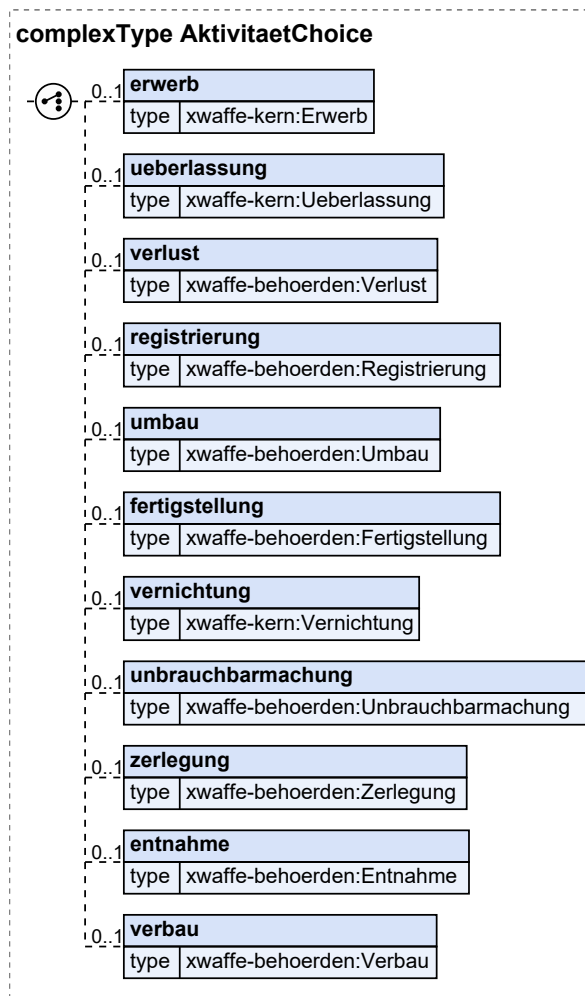 complexType AktivitaetChoice
0..1 erwerb
type xwaffe-kern:Erwerb
0..1 ueberlassung
type xwaffe-kern:Ueberlassung
0..1 verlust
type xwaffe-behoerden:Verlust
0..1 registrierung
type xwaffe-behoerden:Registrierung
0..1 umbau
type xwaffe-behoerden:Umbau
0..1 fertigstellung
type xwaffe-behoerden:Fertigstellung
0..1 vernichtung
type xwaffe-kern:Vernichtung
0..1 unbrauchbarmachung
type xwaffe-behoerden:Unbrauchbarmachung
0..1 zerlegung
type xwaffe-behoerden:Zerlegung
0..1 entnahme
type xwaffe-behoerden:Entnahme
0..1 verbau
type xwaffe-behoerden:Verbau